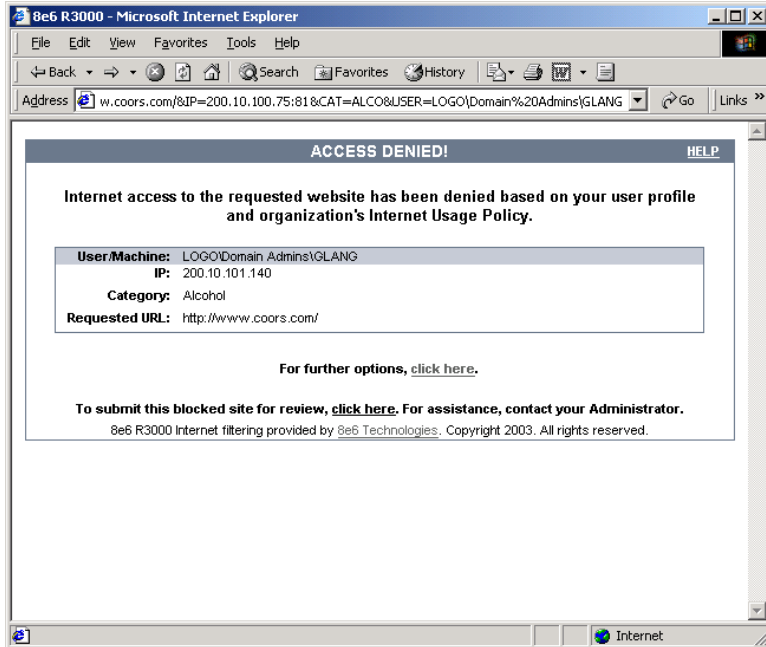 8e6 R3000 - Microsoft Internet Explorer
File Edit View Favorites Tools Help
Back Search Favorites History
Address w.coors.com/&IP=200.10.100.75:81&CAT=ALCO&USER=LOGO\Domain%20Admins\GLANG Go Links »
ACCESS DENIED! HELP
Internet access to the requested website has been denied based on your user profile
and organization's Internet Usage Policy.
User/Machine: LOGO\Domain Admins\GLANG
IP: 200.10.101.140
Category: Alcohol
Requested URL: http://www.coors.com/
For further options, click here.
To submit this blocked site for review, click here. For assistance, contact your Administrator.
8e6 R3000 Internet filtering provided by 8e6 Technologies. Copyright 2003. All rights reserved.
Internet